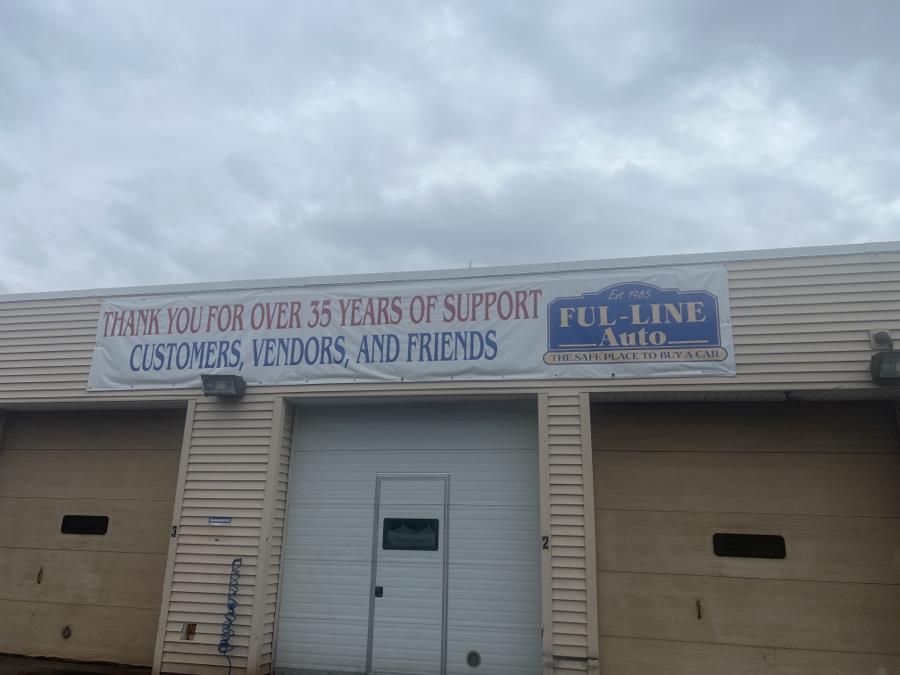 THANK YOU FOR OVER 35 YEARS OF SUPPORT
CUSTOMERS, VENDORS, AND FRIENDS
Est 1985
FUL-LINE
Auto
THE SAFE PLACE TO BUY A CAR
3
2